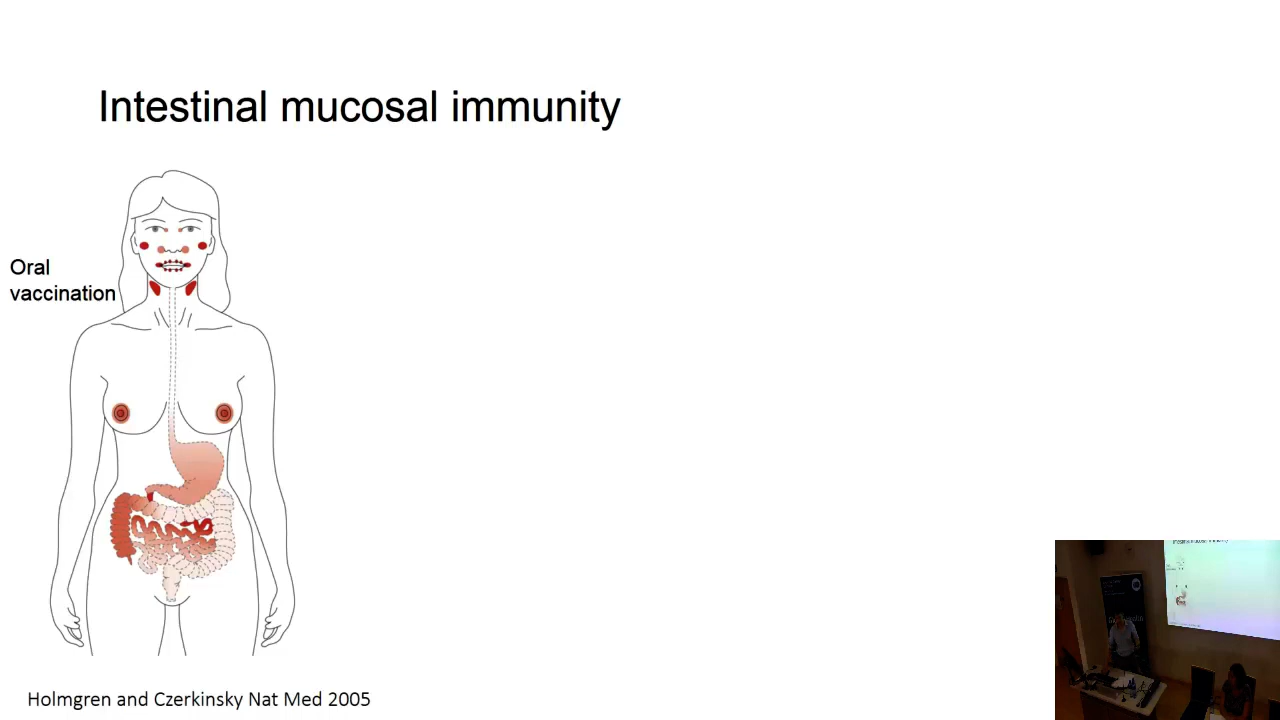 Intestinal mucosal immunity
Oral
vaccination
Holmgren and Czerkinsky Nat Med 2005